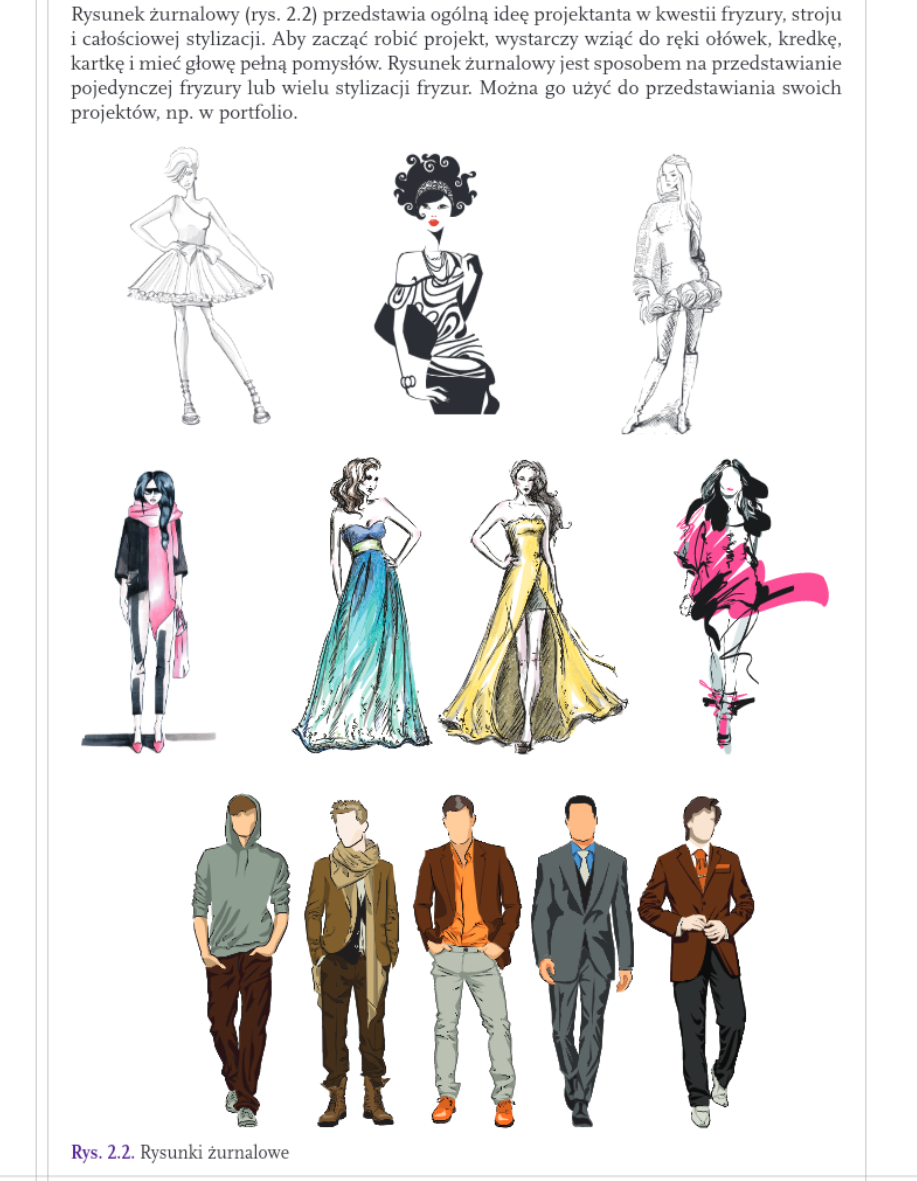 Rysunek żurnalowy (rys. 2.2) przedstawia ogólną ideę projektanta w kwestii fryzury, stroju
i całościowej stylizacji. Aby zacząć robić projekt, wystarczy wziąć do ręki ołówek, kredkę,
kartkę i mieć głowę pełną pomysłów. Rysunek żurnalowy jest sposobem na przedstawianie
pojedynczej fryzury lub wielu stylizacji fryzur. Można go użyć do przedstawiania swoich
projektów, np. w portfolio.
Rys. 2.2. Rysunki żurnalowe